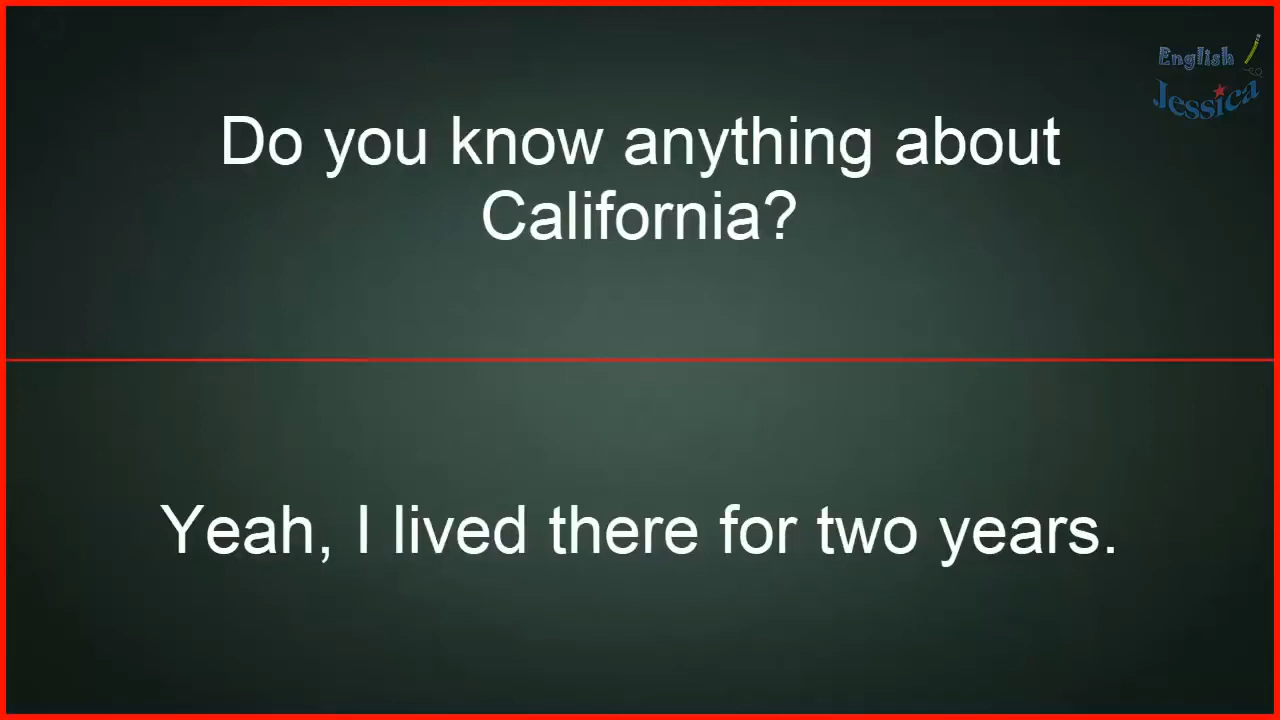 English
Jessica
Do you know anything about
California?
Yeah, I lived there for two years.